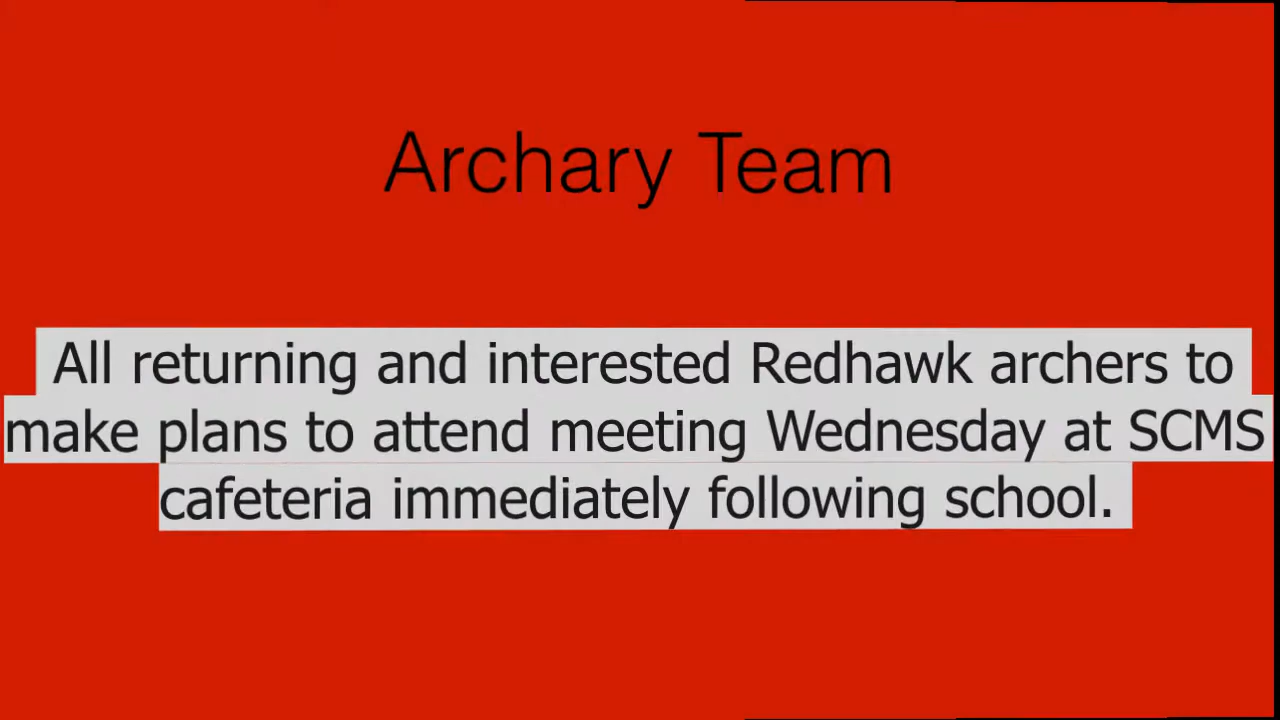 Archary Team
All returning and interested Redhawk archers to
make plans to attend meeting Wednesday at SCMS
cafeteria immediately following school.